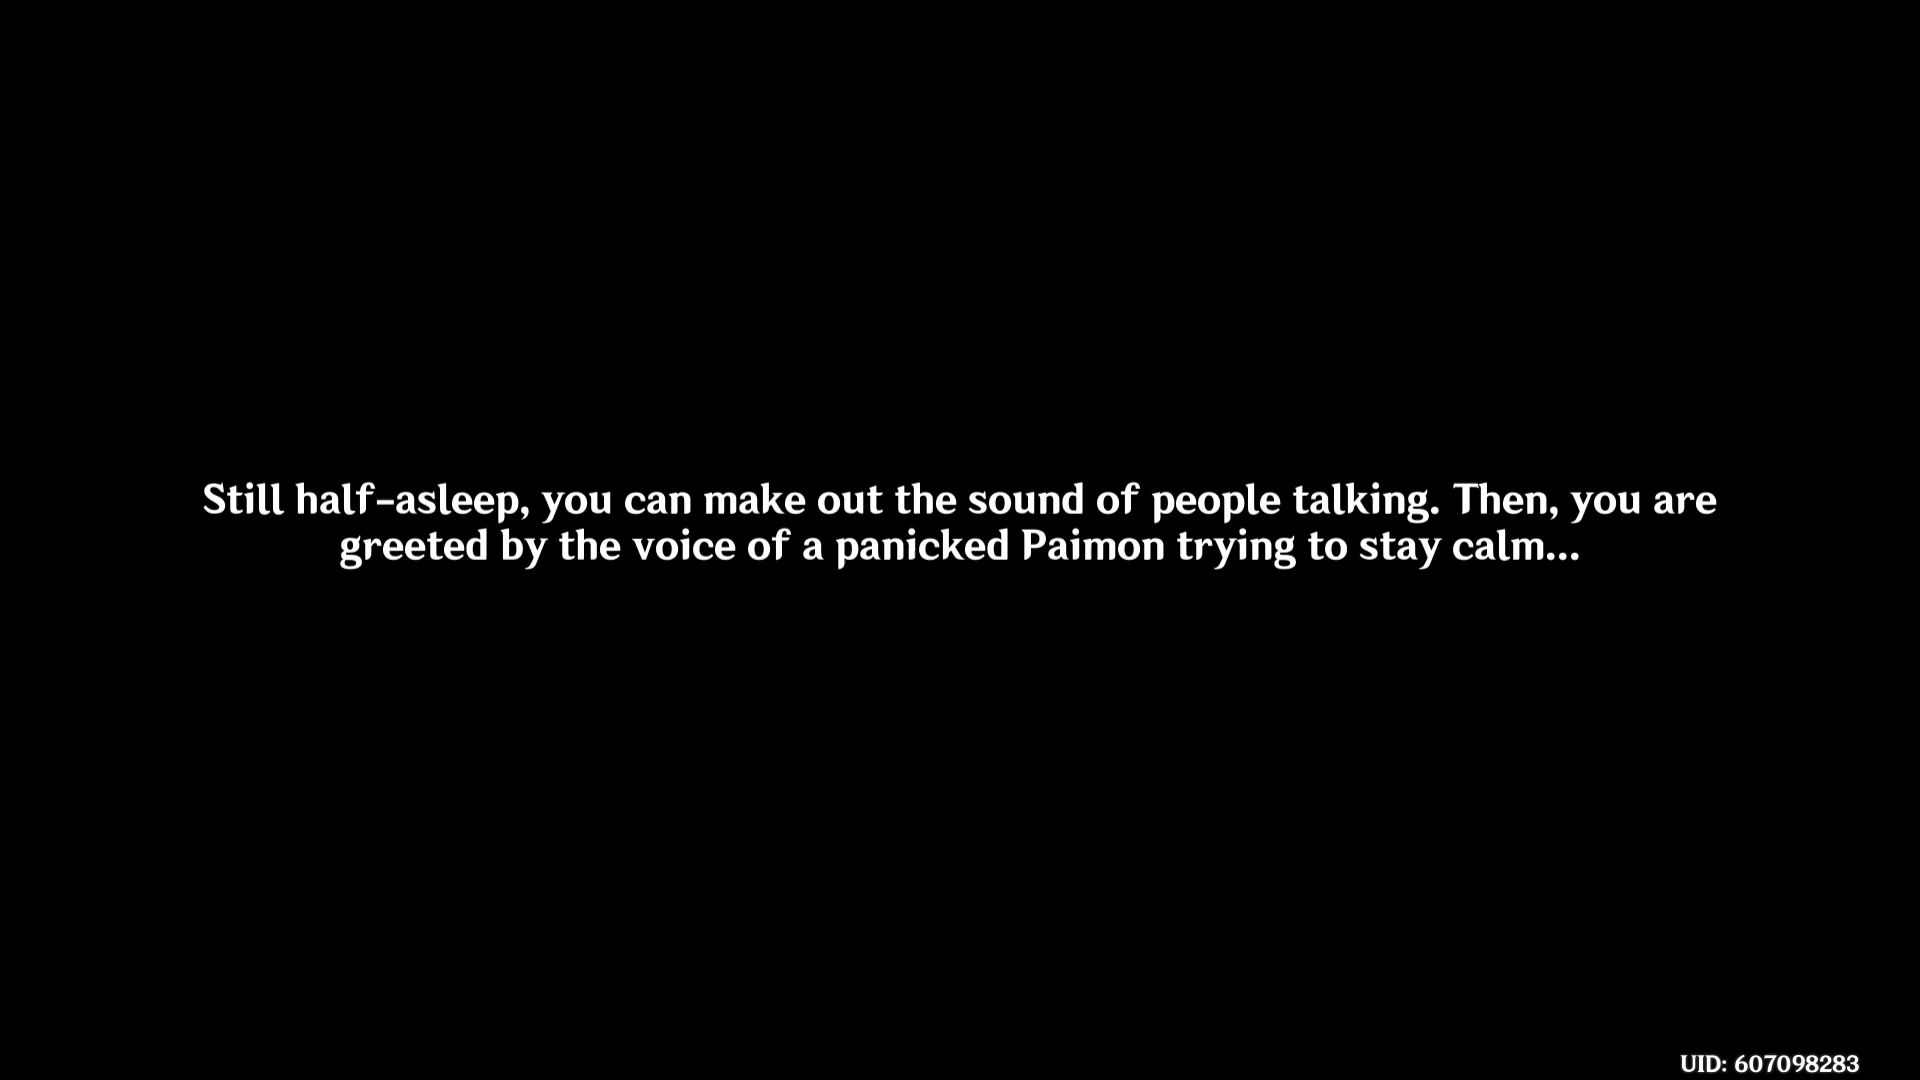 Still half-asleep, you can make out the sound of people talking. Then, you are
greeted by the voice of a panicked Paimon trying to stay calm...
UID: 607098283